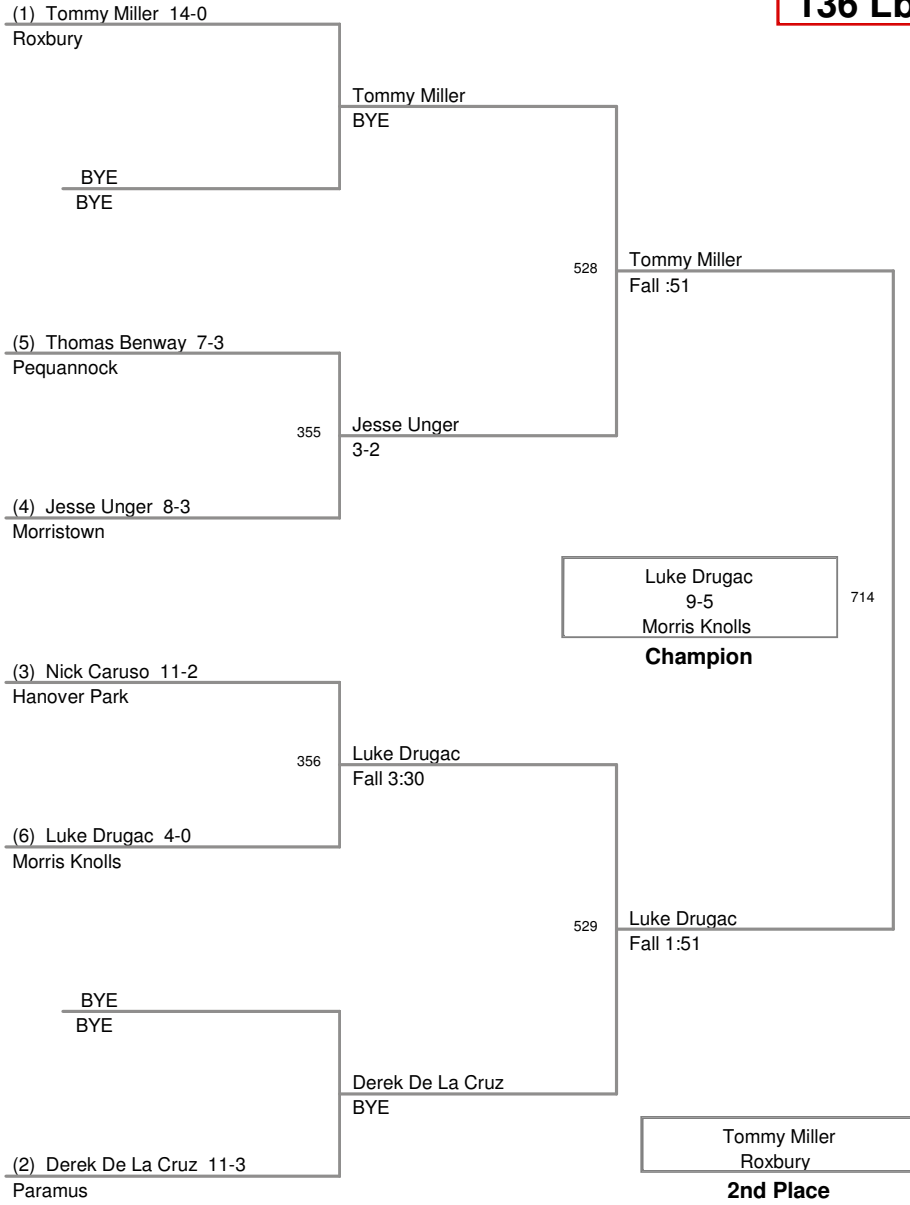 (1) Tommy Miller 14-0
Roxbury
136 Lb
Tommy Miller
BYE
BYE
BYE
528
Tommy Miller
Fall :51
(5) Thomas Benway 7-3
Pequannock
355
Jesse Unger
3-2
(4) Jesse Unger 8-3
Morristown
Luke Drugac
9-5
Morris Knolls
714
Champion
(3) Nick Caruso 11-2
Hanover Park
356
Luke Drugac
Fall 3:30
(6) Luke Drugac 4-0
Morris Knolls
529
Luke Drugac
Fall 1:51
BYE
BYE
Derek De La Cruz
BYE
(2) Derek De La Cruz 11-3
Paramus
Tommy Miller
Roxbury
2nd Place